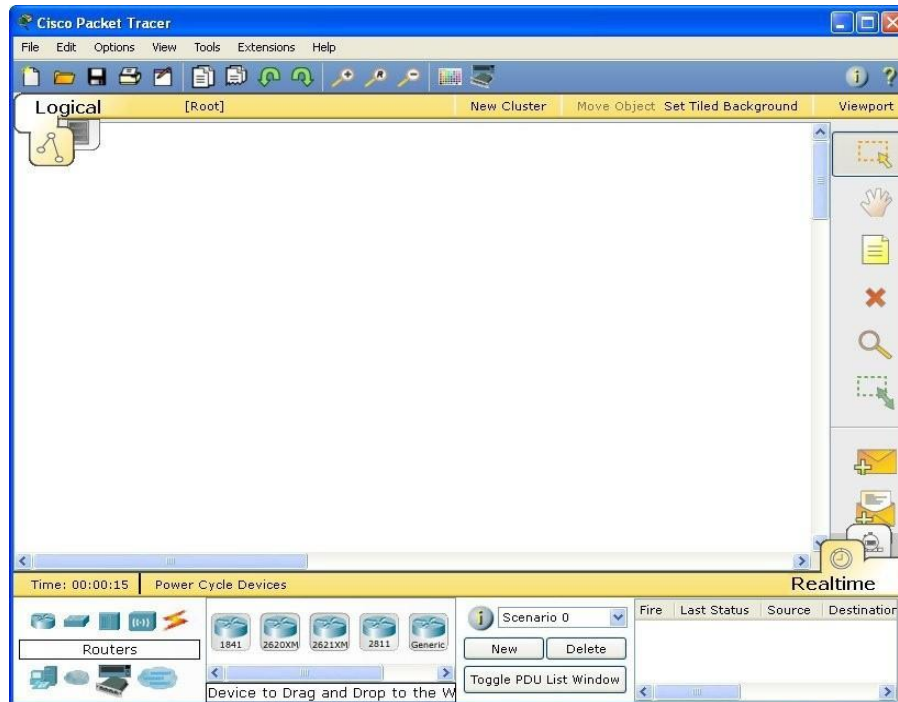 Cisco Packet Tracer
File Edit Options View Tools Extensions Help
Logical [Root] New Cluster Move Object Set Tiled Background Viewport
Time: 00:00:15 Power Cycle Devices Realtime
Routers
1841 2620XM 2621XM 2811 Generic
Device to Drag and Drop to the W
Scenario 0
New Delete
Toggle PDU List Window
Fire Last Status Source Destination